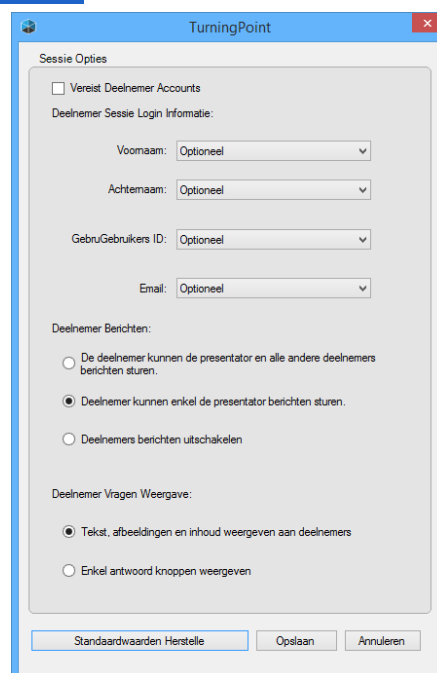 TurningPoint
Sessie Opties
Vereist Deelnemer Accounts
Deelnemer Sessie Login Informatie:
Voornaam: Optioneel
Achternaam: Optioneel
GebruGebruikers ID: Optioneel
Email: Optioneel
Deelnemer Berichten:
De deelnemer kunnen de presentator en alle andere deelnemers
berichten sturen.
Deelnemer kunnen enkel de presentator berichten sturen.
Deelnemers berichten uitschakelen
Deelnemer Vragen Weergave:
Tekst, afbeeldingen en inhoud weergeven aan deelnemers
Enkel antwoord knoppen weergeven
Standaardwaarden Herstelle Opslaan Annuleren